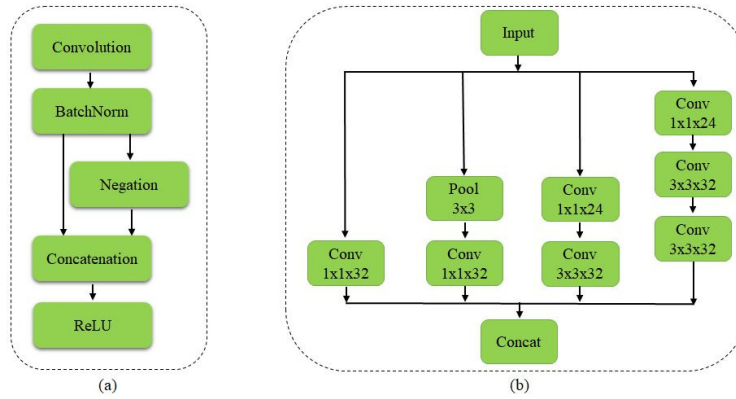 Convolution
BatchNorm
Negation
Concatenation
ReLU
(a)
Input
Conv
1x1x32
Pool
3x3
Conv
1x1x32
Conv
1x1x24
Conv
3x3x32
Conv
1x1x24
Conv
3x3x32
Conv
3x3x32
Concat
(b)